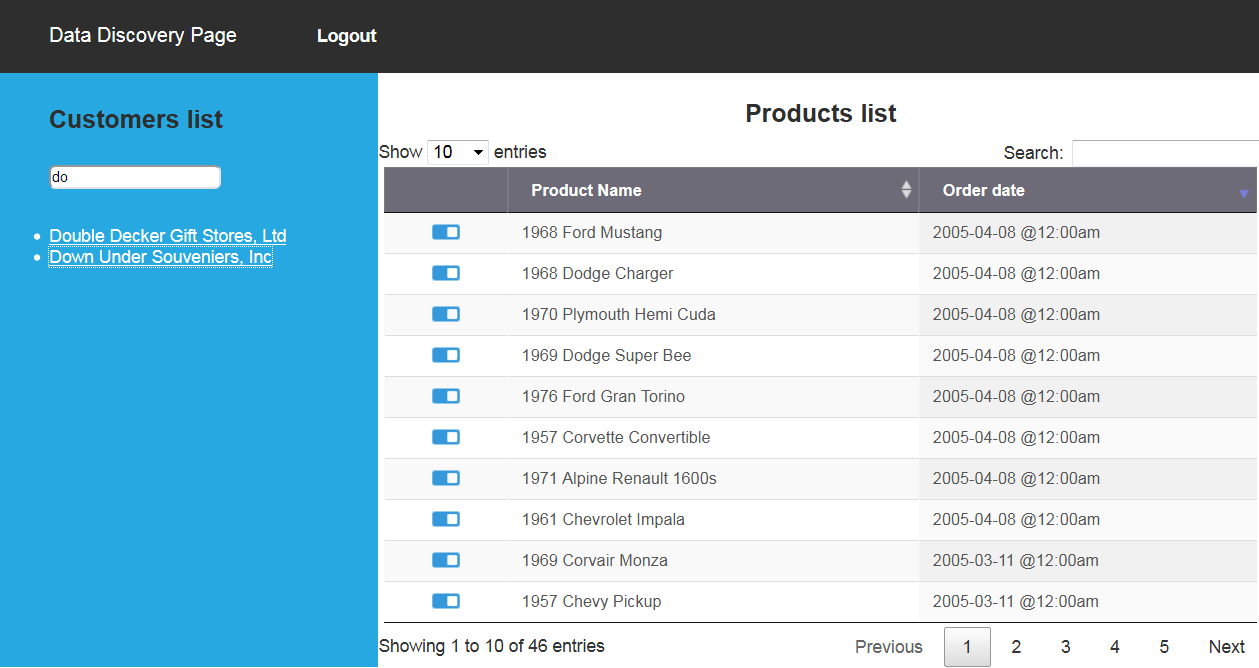 Data Discovery Page Logout
Customers list
do
Double Decker Gift Stores, Ltd
Down Under Souveniers, Inc
Products list
Show 10 entries Search:
Product Name Order date
1968 Ford Mustang 2005-04-08 @12:00am
1968 Dodge Charger 2005-04-08 @12:00am
1970 Plymouth Hemi Cuda 2005-04-08 @12:00am
1969 Dodge Super Bee 2005-04-08 @12:00am
1976 Ford Gran Torino 2005-04-08 @12:00am
1957 Corvette Convertible 2005-04-08 @12:00am
1971 Alpine Renault 1600s 2005-04-08 @12:00am
1961 Chevrolet Impala 2005-04-08 @12:00am
1969 Corvair Monza 2005-03-11 @12:00am
1957 Chevy Pickup 2005-03-11 @12:00am
Showing 1 to 10 of 46 entries Previous 1 2 3 4 5 Next